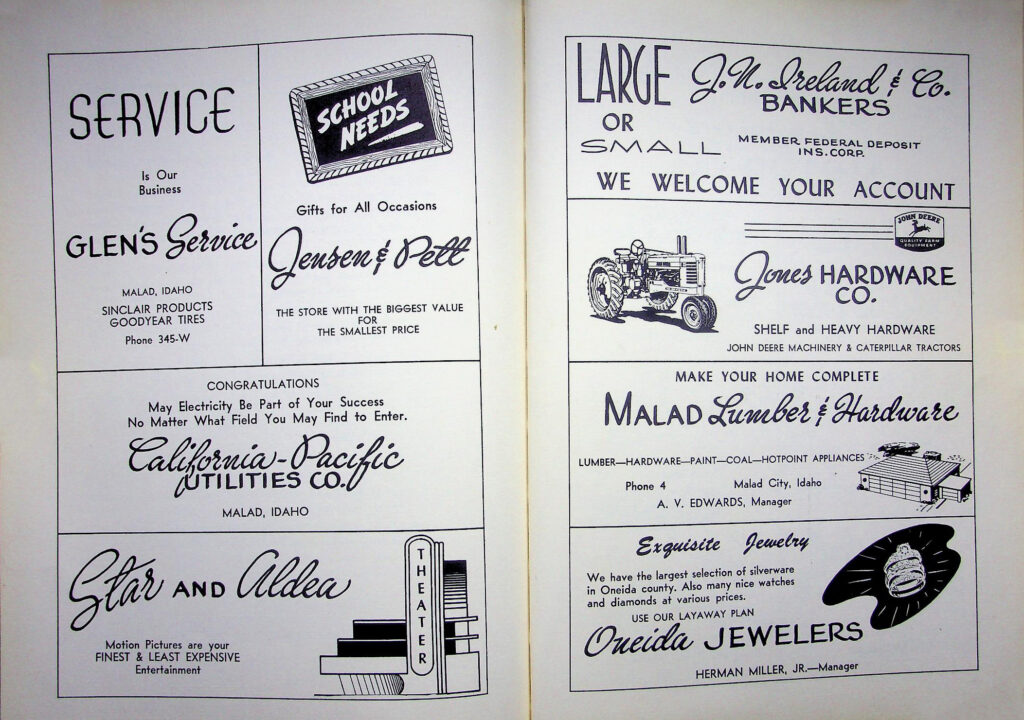 SERVICE
Is Our
Business
GLEN'S Service
MALAD, IDAHO
SINCLAIR PRODUCTS
GOODYEAR TIRES
Phone 345-W
SCHOOL
NEEDS
Gifts for All Occasions
Jensen & Pett
THE STORE WITH THE BIGGEST VALUE
FOR
THE SMALLEST PRICE
CONGRATULATIONS
May Electricity Be Part of Your Success
No Matter What Field You May Find to Enter.
California-Pacific
UTILITIES CO.
MALAD, IDAHO
Star AND Aldea
THEATER
Motion Pictures are your
FINEST & LEAST EXPENSIVE
Entertainment
LARGE
OR
SMALL
J. N. Ireland & Co.
BANKERS
MEMBER FEDERAL DEPOSIT
INS. CORP.
WE WELCOME YOUR ACCOUNT
JOHN DEERE
QUALITY FARM
EQUIPMENT
Jones HARDWARE
CO.
SHELF and HEAVY HARDWARE
JOHN DEERE MACHINERY & CATERPILLAR TRACTORS
MAKE YOUR HOME COMPLETE
MALAD Lumber & Hardware
LUMBER—HARDWARE—PAINT—COAL—HOTPOINT APPLIANCES
Phone 4 Malad City, Idaho
A. V. EDWARDS, Manager
Exquisite Jewelry
We have the largest selection of silverware
in Oneida county. Also many nice watches
and diamonds at various prices.
USE OUR LAYAWAY PLAN
Oneida JEWELERS
HERMAN MILLER, JR.—Manager